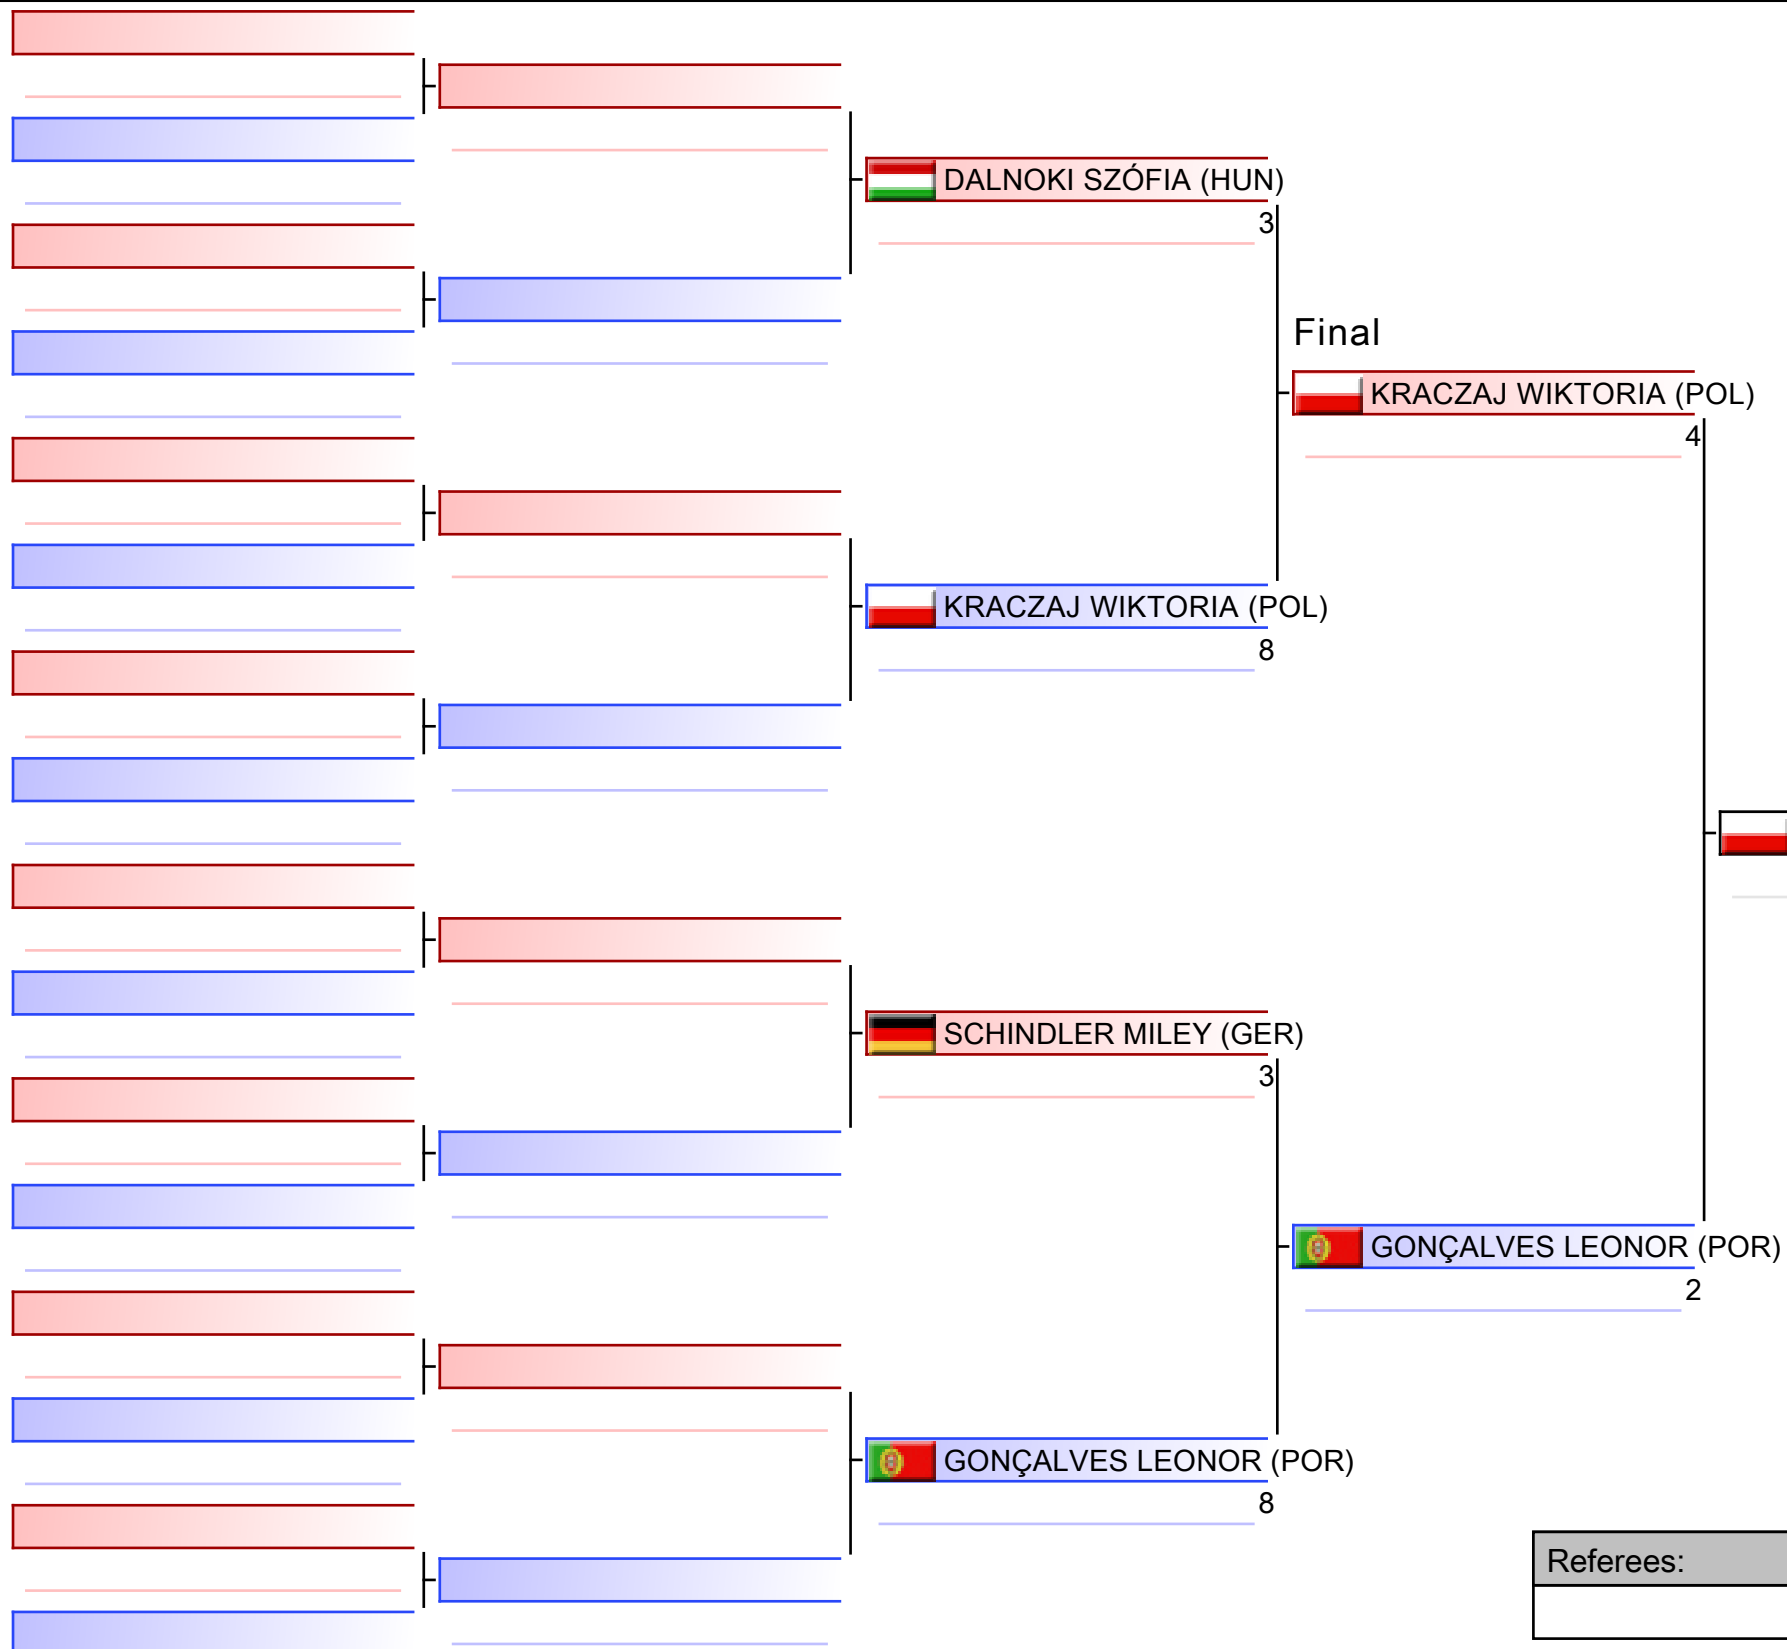 DALNOKI SZÓFIA (HUN)
3
Final
KRACZAJ WIKTORIA (POL)
4
KRACZAJ WIKTORIA (POL)
8
SCHINDLER MILEY (GER)
3
GONÇALVES LEONOR (POR)
2
GONÇALVES LEONOR (POR)
8
Referees: